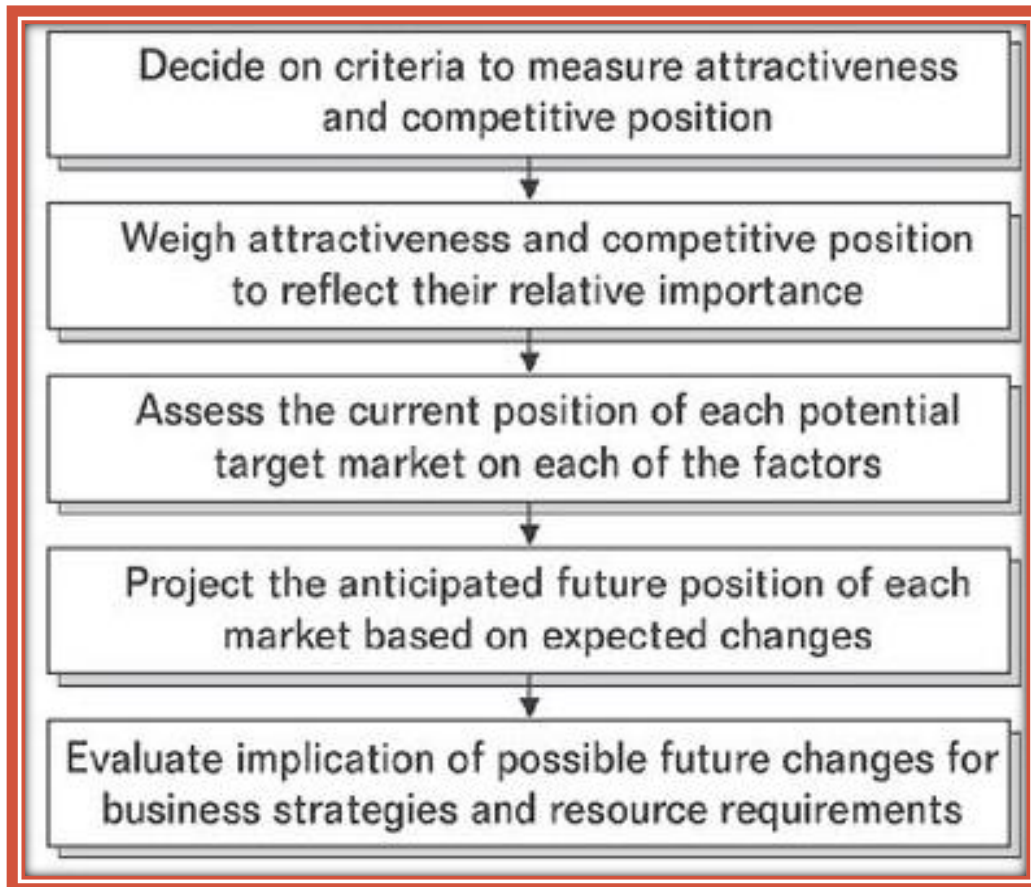 Decide on criteria to measure attractiveness
and competitive position
Weigh attractiveness and competitive position
to reflect their relative importance
Assess the current position of each potential
target market on each of the factors
Project the anticipated future position of each
market based on expected changes
Evaluate implication of possible future changes for
business strategies and resource requirements